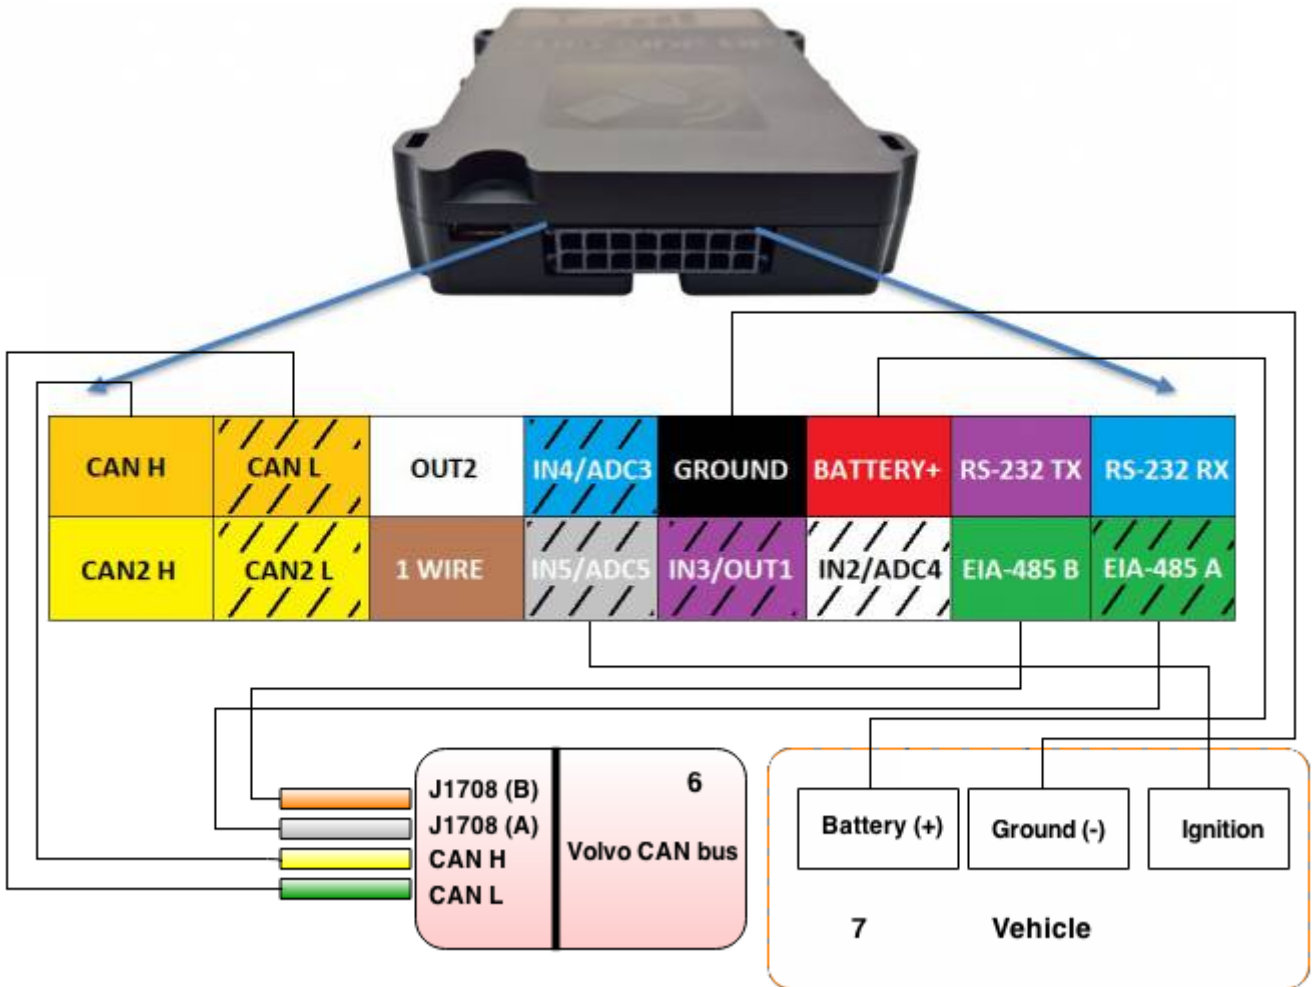 CAN H
CAN L
OUT2
IN4/ADC3
GROUND
BATTERY+
RS-232 TX
RS-232 RX
CAN2 H
CAN2 L
1 WIRE
IN5/ADC5
IN3/OUT1
IN2/ADC4
EIA-485 B
EIA-485 A
J1708 (B)
J1708 (A)
CAN H
CAN L
6
Volvo CAN bus
Battery (+)
Ground (-)
Ignition
7
Vehicle